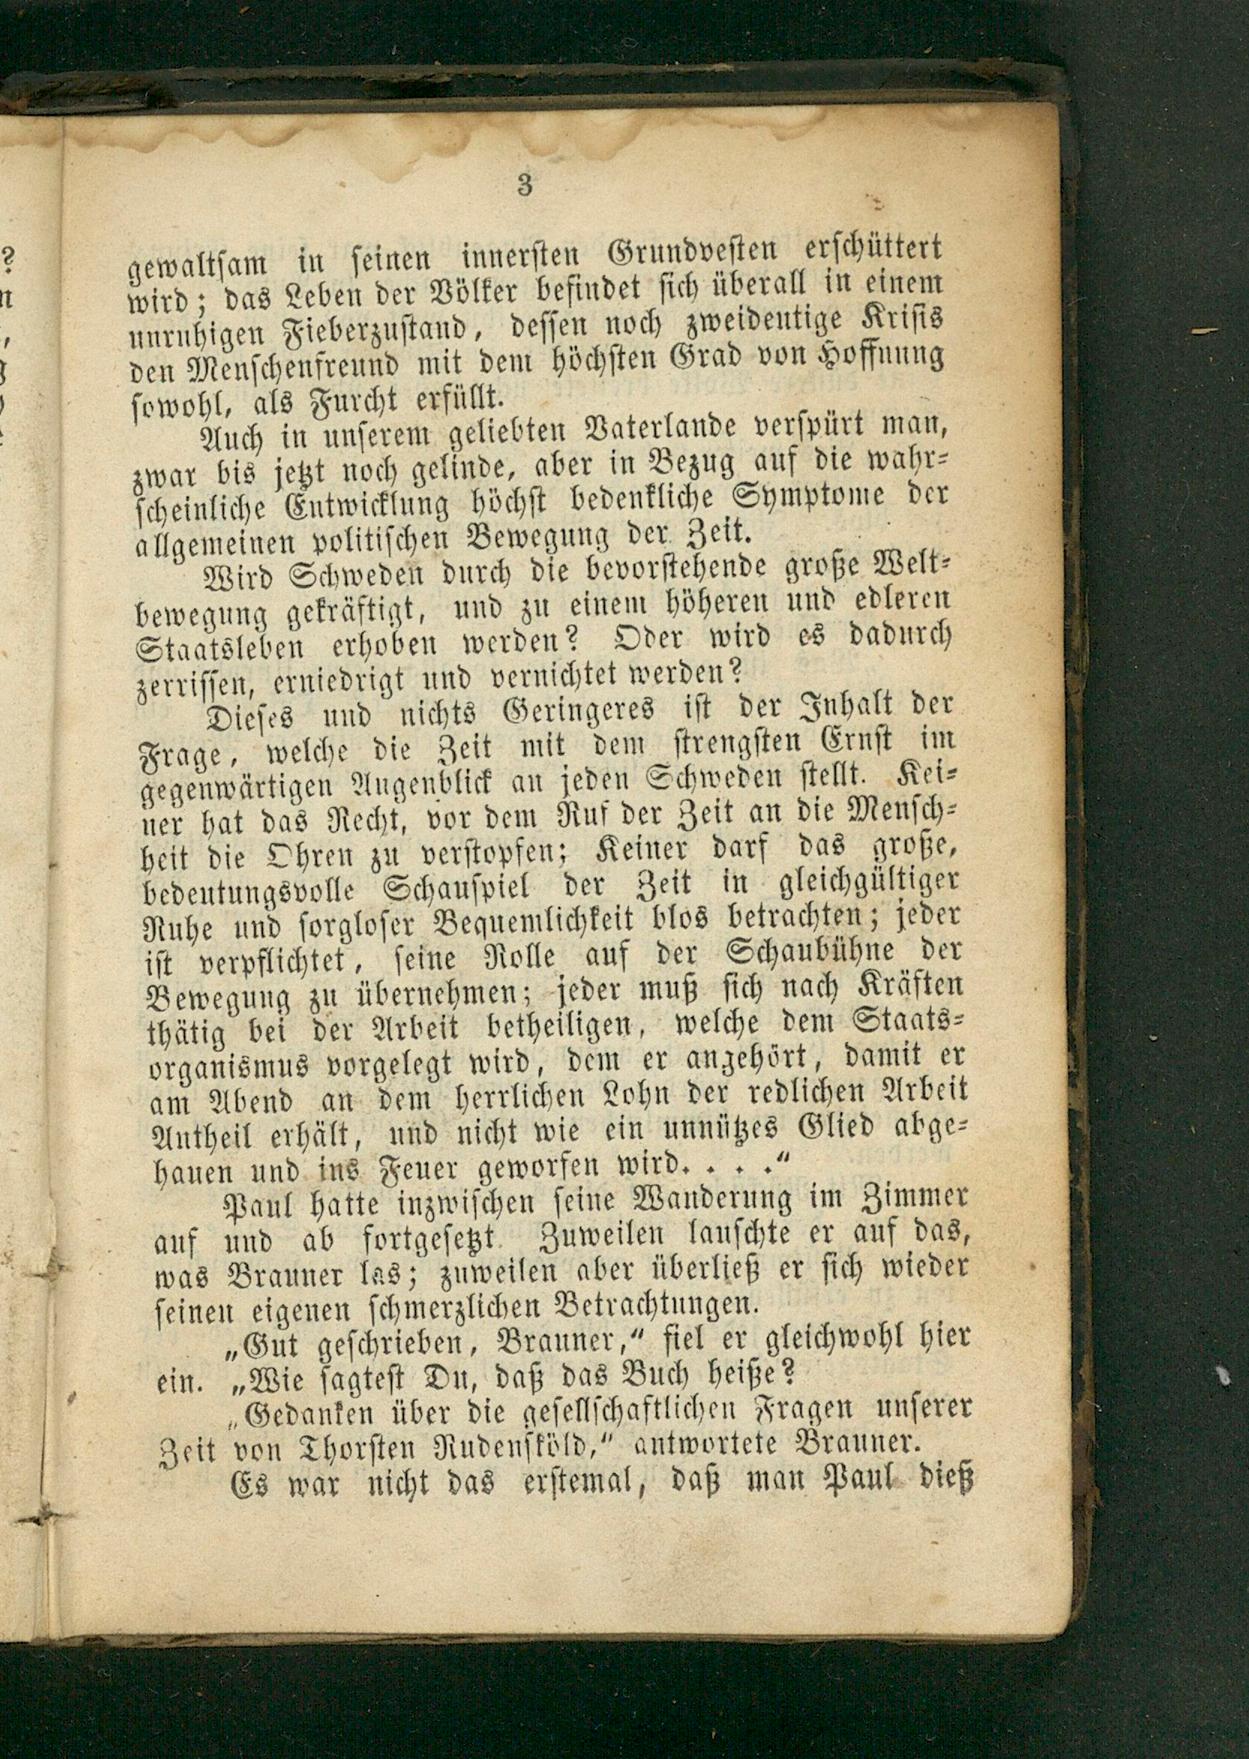 3
gewaltsam in seinen innersten Grundvesten erschüttert
wird; das Leben der Völker befindet sich überall in einem
unruhigen Fieberzustand, dessen noch zweideutige Krisis
den Menschenfreund mit dem höchsten Grad von Hoffnung
sowohl, als Furcht erfüllt.
Auch in unserem geliebten Vaterlande verspürt man,
zwar bis jetzt noch gelinde, aber in Bezug auf die wahr-
scheinliche Entwicklung höchst bedenkliche Symptome der
allgemeinen politischen Bewegung der Zeit.
Wird Schweden durch die bevorstehende große Welt-
bewegung gekräftigt, und zu einem höheren und edleren
Staatsleben erhoben werden? Oder wird es dadurch
zerrissen, erniedrigt und vernichtet werden?
Dieses und nichts Geringeres ist der Inhalt der
Frage, welche die Zeit mit dem strengsten Ernst im
gegenwärtigen Augenblick an jeden Schweden stellt. Kei-
ner hat das Recht, vor dem Ruf der Zeit an die Mensch-
heit die Ohren zu verstopfen; Keiner darf das große,
bedeutungsvolle Schauspiel der Zeit in gleichgültiger
Ruhe und sorgloser Bequemlichkeit blos betrachten; jeder
ist verpflichtet, seine Rolle auf der Schaubühne der
Bewegung zu übernehmen; jeder muß sich nach Kräften
thätig bei der Arbeit betheiligen, welche dem Staats-
organismus vorgelegt wird, dem er angehört, damit er
am Abend an dem herrlichen Lohn der redlichen Arbeit
Antheil erhält, und nicht wie ein unnützes Glied abge-
hauen und ins Feuer geworfen wird. . . .“
Paul hatte inzwischen seine Wanderung im Zimmer
auf und ab fortgesetzt Zuweilen lauschte er auf das,
was Brauner las; zuweilen aber überließ er sich wieder
seinen eigenen schmerzlichen Betrachtungen.
„Gut geschrieben, Brauner,“ fiel er gleichwohl hier
ein. „Wie sagtest Du, daß das Buch heiße?
„Gedanken über die gesellschaftlichen Fragen unserer
Zeit von Thorsten Rudensköld,“ antwortete Brauner.
Es war nicht das erstemal, daß man Paul dieß